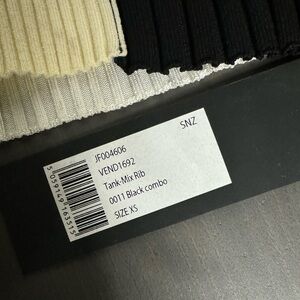 SNZ
JF004606
VEND1692
Tank-Mix Rib
0011 Black combo
SIZE XS